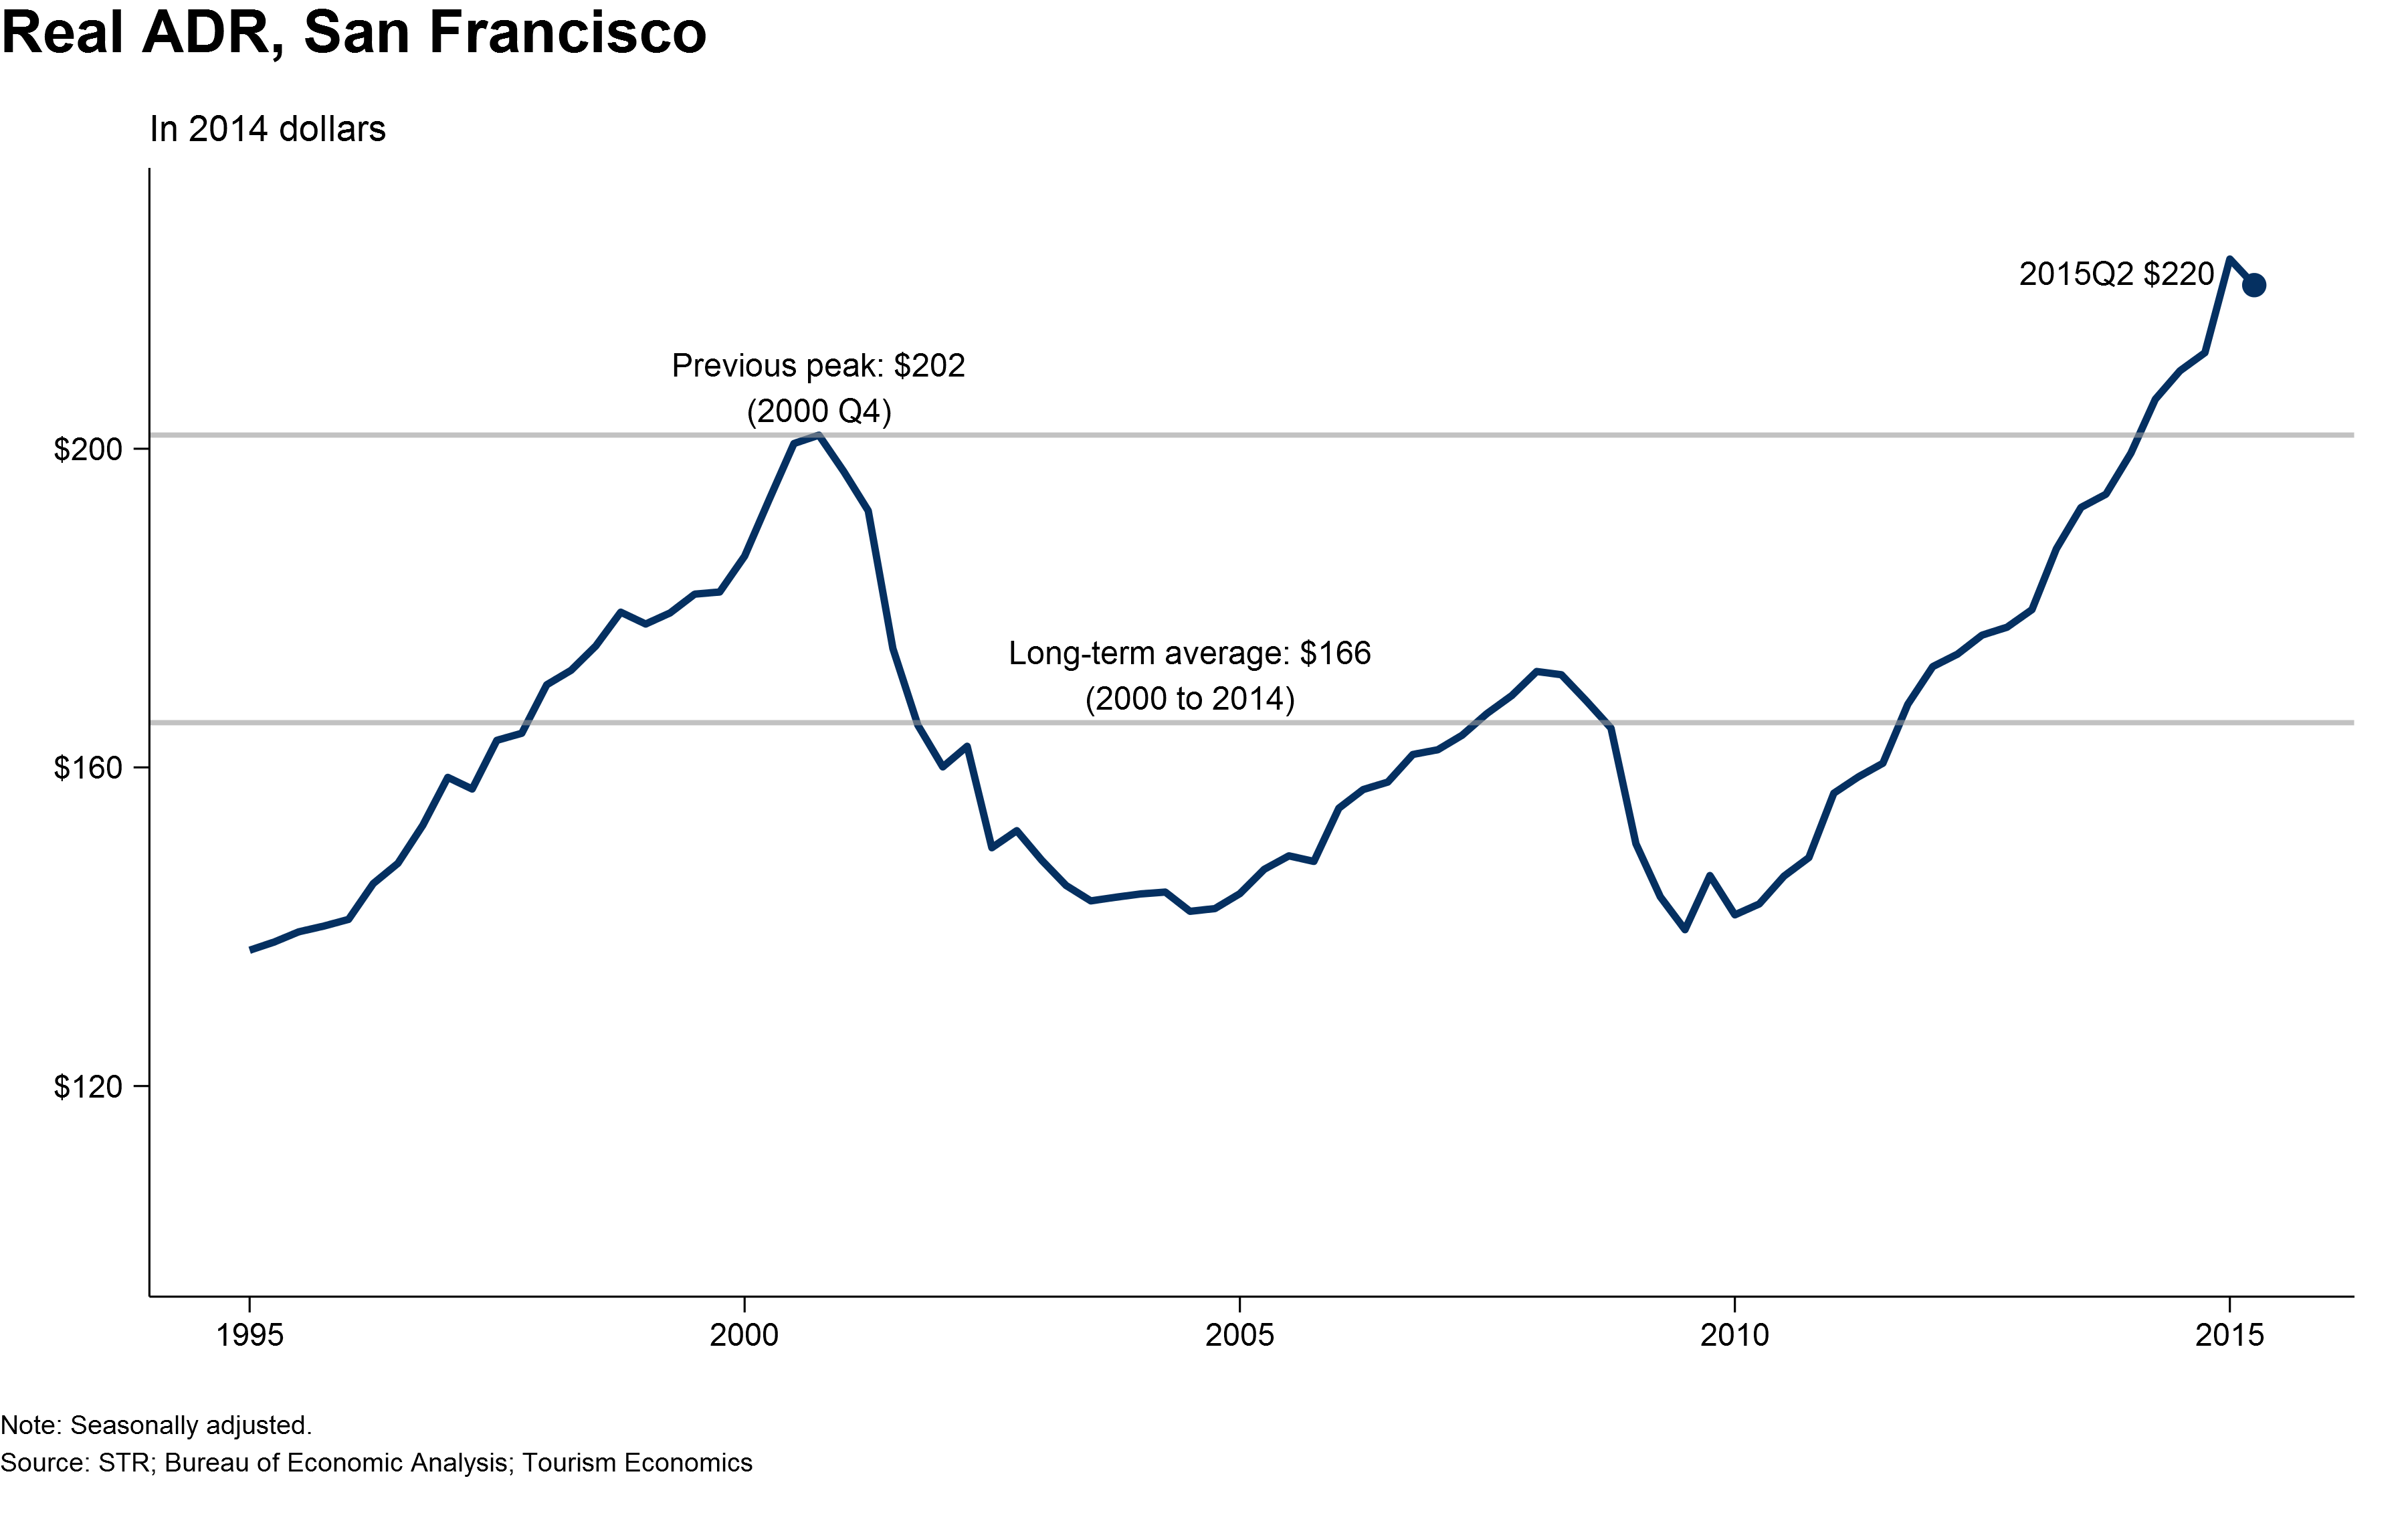 Real ADR, San Francisco
In 2014 dollars
2015Q2 $220
Previous peak: $202
(2000 Q4)
$200
Long-term average: $166
(2000 to 2014)
$160
$120
1995
2000
2005
2010
2015
Note: Seasonally adjusted.
Source: STR; Bureau of Economic Analysis; Tourism Economics